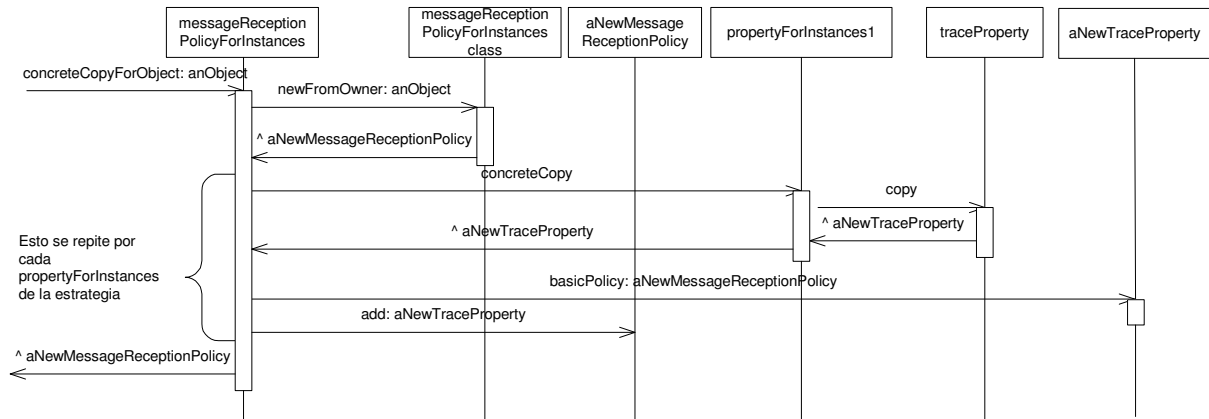 messageReception
PolicyForInstances
messageReception
PolicyForInstances
class
aNewMessage
ReceptionPolicy
propertyForInstances1
traceProperty
aNewTraceProperty
concreteCopyForObject: anObject
newFromOwner: anObject
^ aNewMessageReceptionPolicy
concreteCopy
copy
^ aNewTraceProperty
^ aNewTraceProperty
Esto se repite por
cada
propertyForInstances
de la estrategia
basicPolicy: aNewMessageReceptionPolicy
add: aNewTraceProperty
^ aNewMessageReceptionPolicy